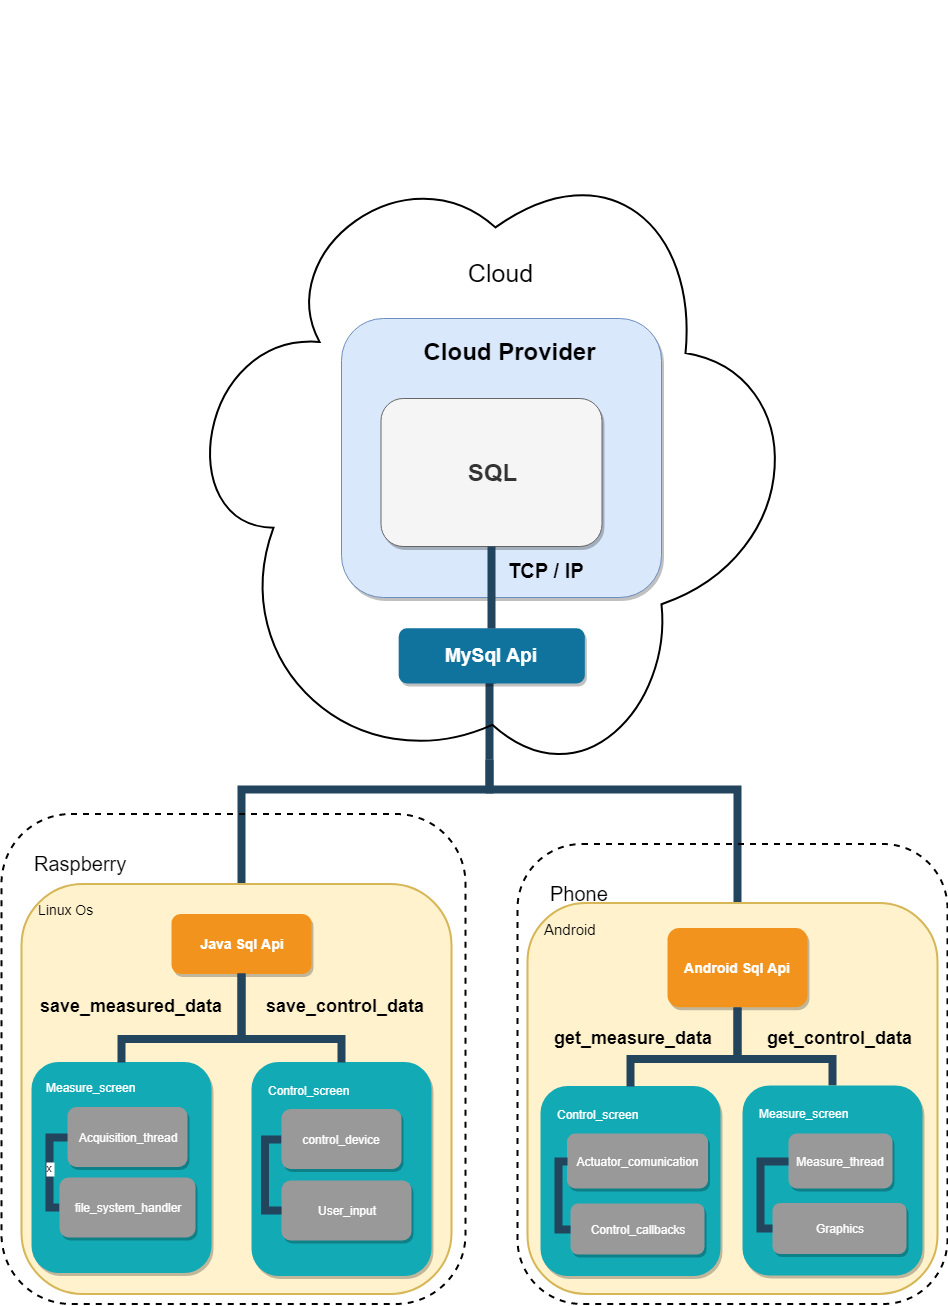 Cloud
Cloud Provider
SQL
TCP / IP
MySql Api
Raspberry
Linux Os
Java Sql Api
save_measured_data
save_control_data
Measure_screen
Acquisition_thread
x
file_system_handler
Control_screen
control_device
User_input
Phone
Android
Android Sql Api
get_measure_data
get_control_data
Control_screen
Actuator_comunication
Control_callbacks
Measure_screen
Measure_thread
Graphics